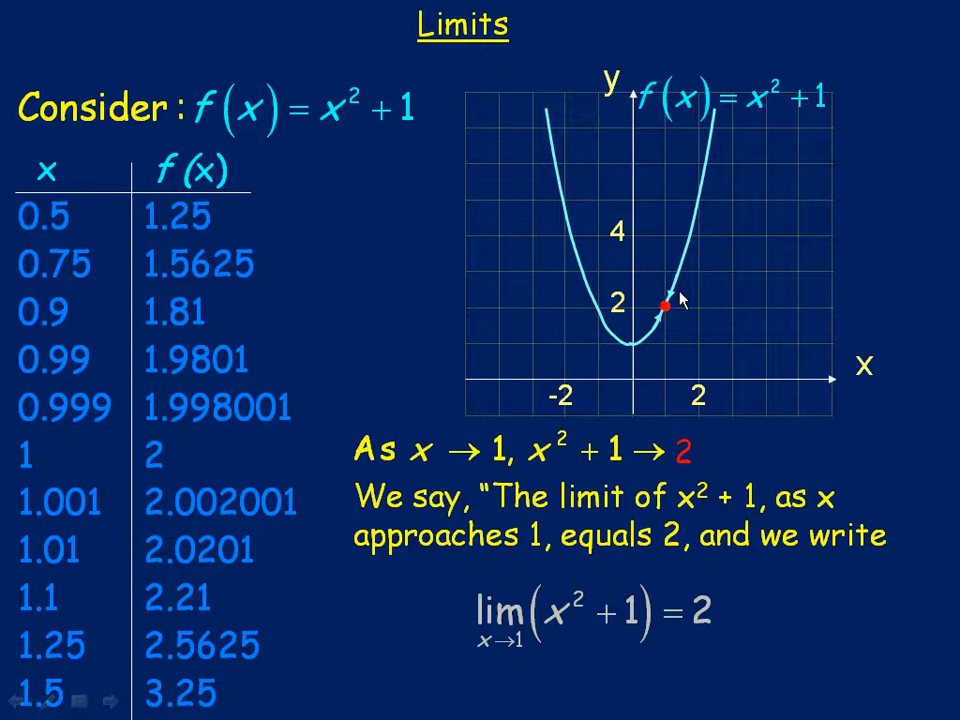 Limits
Consider : f(x) = x² + 1
x f (x)
0.5 1.25
0.75 1.5625
0.9 1.81
0.99 1.9801
0.999 1.998001
1 2
1.001 2.002001
1.01 2.0201
1.1 2.21
1.25 2.5625
1.5 3.25
y
f(x) = x² + 1
4
2
x
-2 2
As x → 1, x² + 1 → 2
We say, “The limit of x² + 1, as x
approaches 1, equals 2, and we write
lim (x² + 1) = 2
x→1